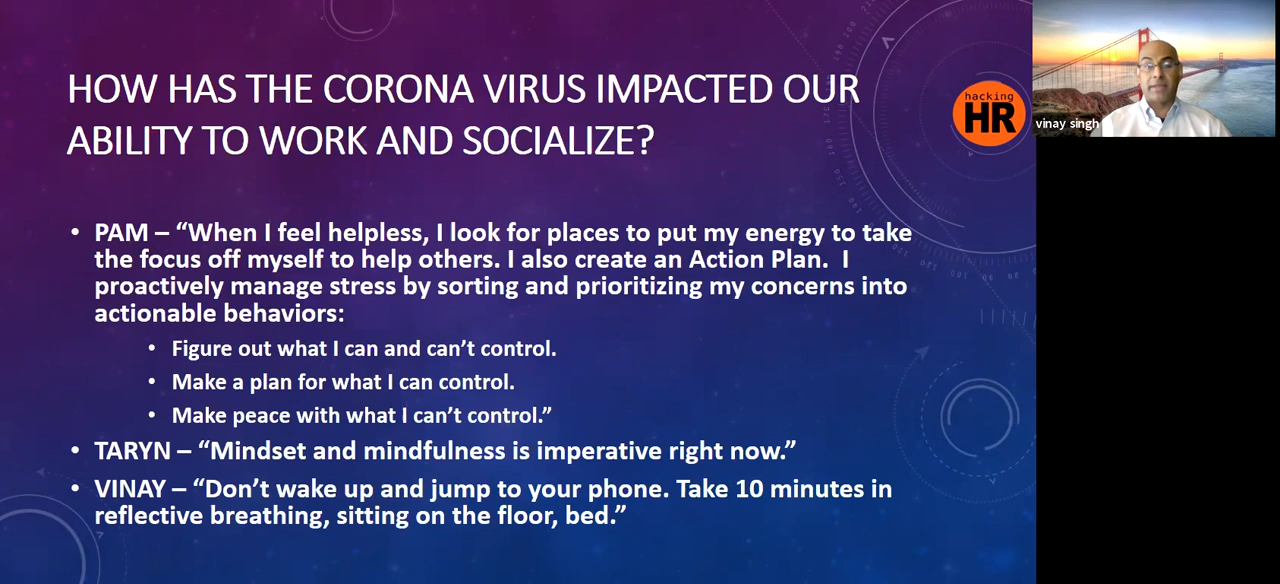 HOW HAS THE CORONA VIRUS IMPACTED OUR
ABILITY TO WORK AND SOCIALIZE?
hacking
HR
vinay singh
• PAM – “When I feel helpless, I look for places to put my energy to take
the focus off myself to help others. I also create an Action Plan.  I
proactively manage stress by sorting and prioritizing my concerns into
actionable behaviors:
• Figure out what I can and can’t control.
• Make a plan for what I can control.
• Make peace with what I can’t control.”
• TARYN – “Mindset and mindfulness is imperative right now.”
• VINAY – “Don’t wake up and jump to your phone. Take 10 minutes in
reflective breathing, sitting on the floor, bed.”